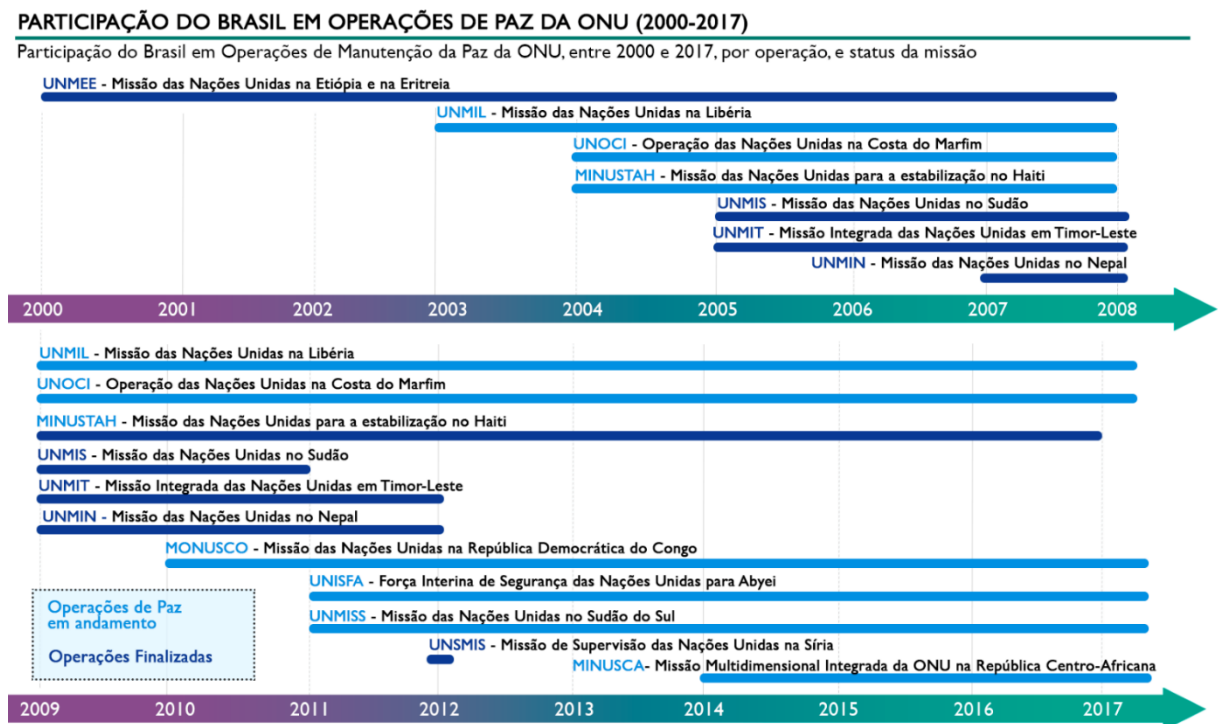 PARTICIPAÇÃO DO BRASIL EM OPERAÇÕES DE PAZ DA ONU (2000-2017)
Participação do Brasil em Operações de Manutenção da Paz da ONU, entre 2000 e 2017, por operação, e status da missão
UNMEE - Missão das Nações Unidas na Etiópia e na Eritreia
UNMIL - Missão das Nações Unidas na Libéria
UNOCI - Operação das Nações Unidas na Costa do Marfim
MINUSTAH - Missão das Nações Unidas para a estabilização no Haiti
UNMIS - Missão das Nações Unidas no Sudão
UNMIT - Missão Integrada das Nações Unidas em Timor-Leste
UNMIN - Missão das Nações Unidas no Nepal
2000 2001 2002 2003 2004 2005 2006 2007 2008
UNMIL - Missão das Nações Unidas na Libéria
UNOCI - Operação das Nações Unidas na Costa do Marfim
MINUSTAH - Missão das Nações Unidas para a estabilização no Haiti
UNMIS - Missão das Nações Unidas no Sudão
UNMIT - Missão Integrada das Nações Unidas em Timor-Leste
UNMIN - Missão das Nações Unidas no Nepal
MONUSCO - Missão das Nações Unidas na República Democrática do Congo
UNISFA - Força Interina de Segurança das Nações Unidas para Abyei
UNMISS - Missão das Nações Unidas no Sudão do Sul
UNSMIS - Missão de Supervisão das Nações Unidas na Síria
MINUSCA- Missão Multidimensional Integrada da ONU na República Centro-Africana
Operações de Paz
em andamento
Operações Finalizadas
2009 2010 2011 2012 2013 2014 2015 2016 2017